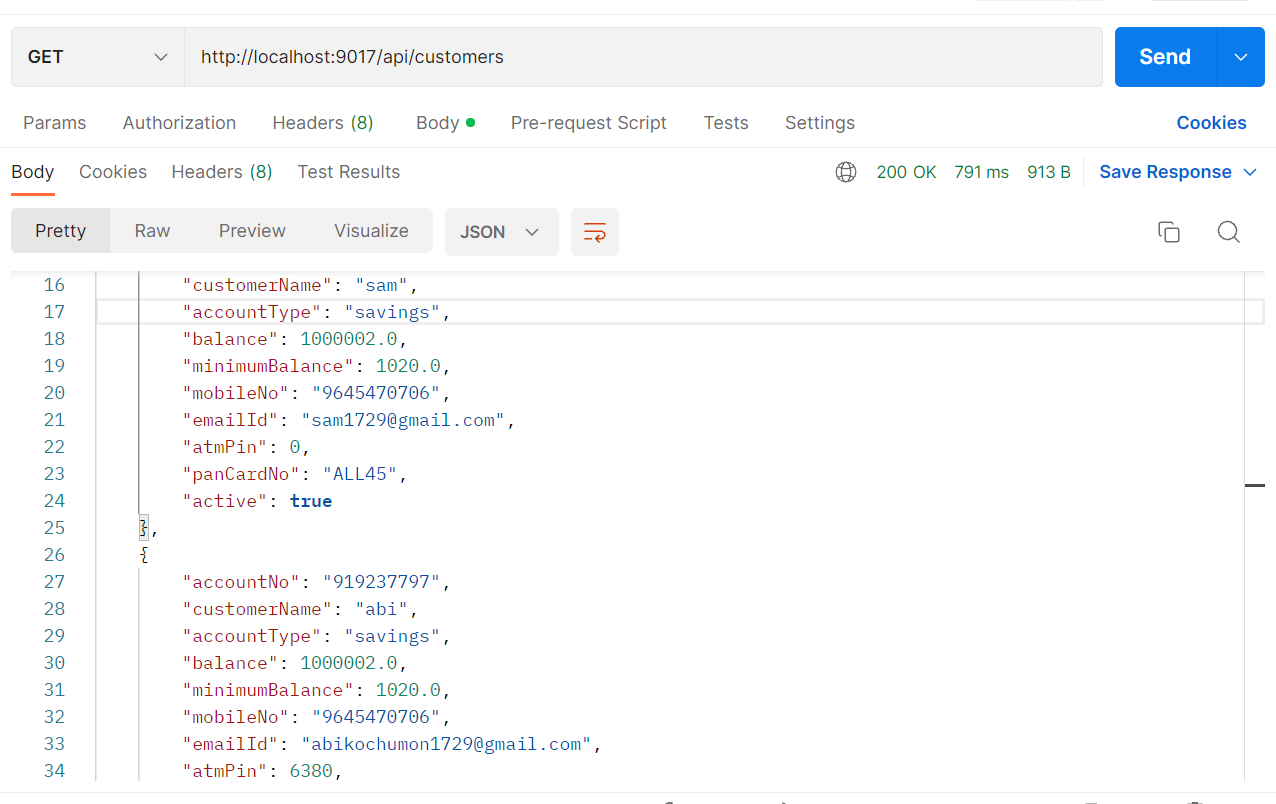 GET http://localhost:9017/api/customers Send
Params Authorization Headers (8) Body Pre-request Script Tests Settings Cookies
Body Cookies Headers (8) Test Results 200 OK 791 ms 913 B Save Response
Pretty Raw Preview Visualize JSON
16 "customerName": "sam",
17 "accountType": "savings",
18 "balance": 1000002.0,
19 "minimumBalance": 1020.0,
20 "mobileNo": "9645470706",
21 "emailId": "sam1729@gmail.com",
22 "atmPin": 0,
23 "panCardNo": "ALL45",
24 "active": true
25 },
26 {
27 "accountNo": "919237797",
28 "customerName": "abi",
29 "accountType": "savings",
30 "balance": 1000002.0,
31 "minimumBalance": 1020.0,
32 "mobileNo": "9645470706",
33 "emailId": "abikochumon1729@gmail.com",
34 "atmPin": 6380,